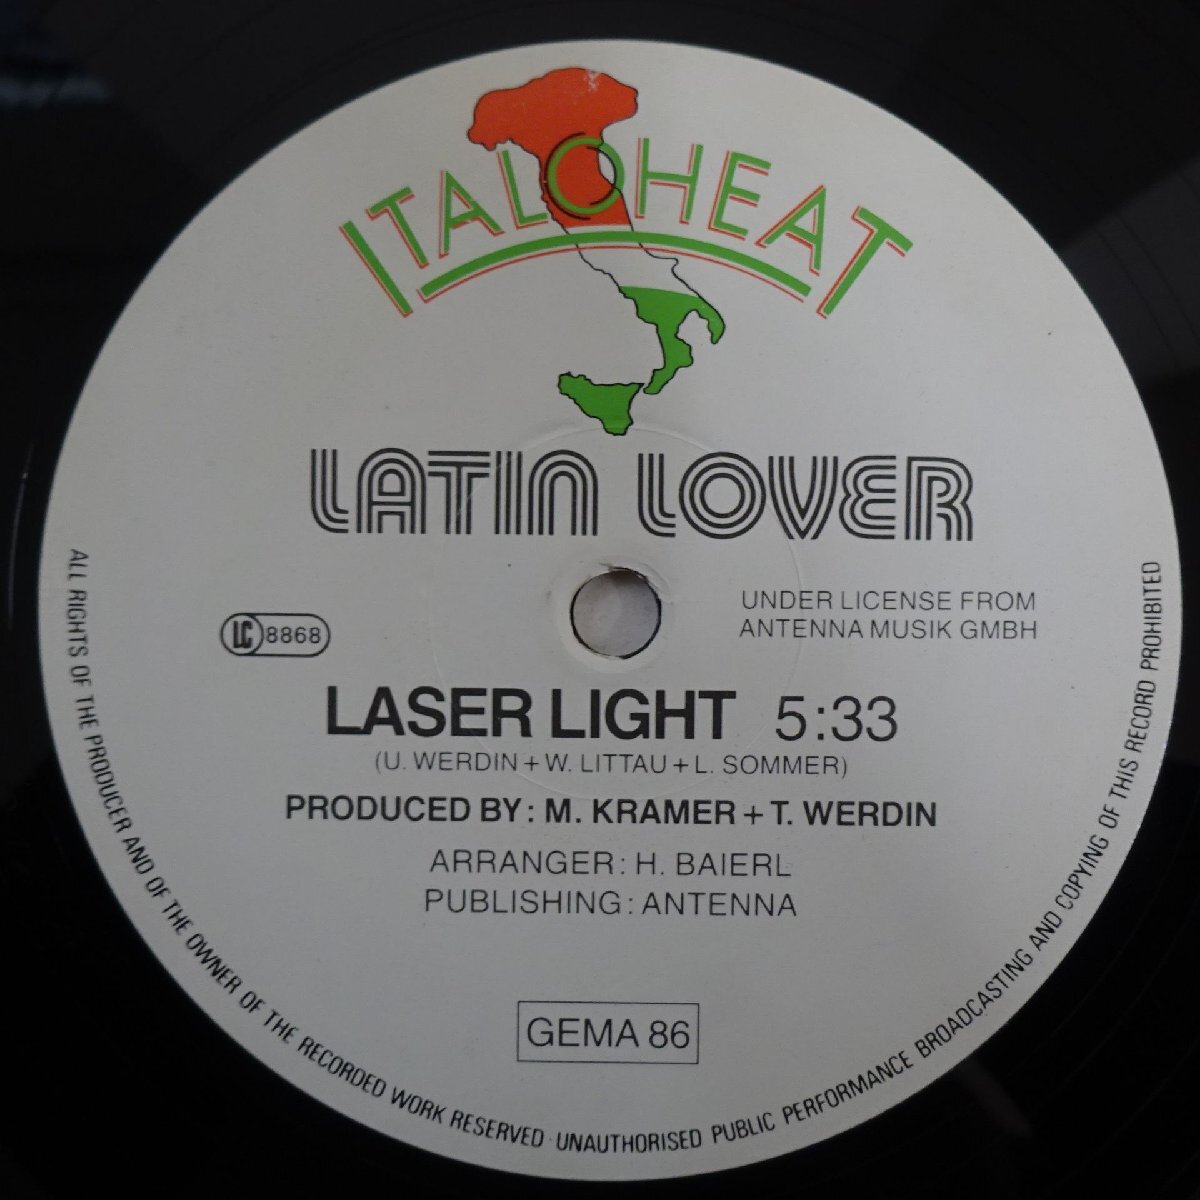 ITALOHEAT
LATIN LOVER
UNDER LICENSE FROM
ANTENNA MUSIK GMBH
LC 8868
LASER LIGHT 5:33
(U. WERDIN + W. LITTAU + L. SOMMER)
PRODUCED BY: M. KRAMER + T. WERDIN
ARRANGER: H. BAIERL
PUBLISHING: ANTENNA
GEMA 86
ALL RIGHTS OF THE PRODUCER AND OF THE OWNER OF THE RECORDED WORK RESERVED · UNAUTHORISED PUBLIC PERFORMANCE BROADCASTING AND COPYING OF THIS RECORD PROHIBITED